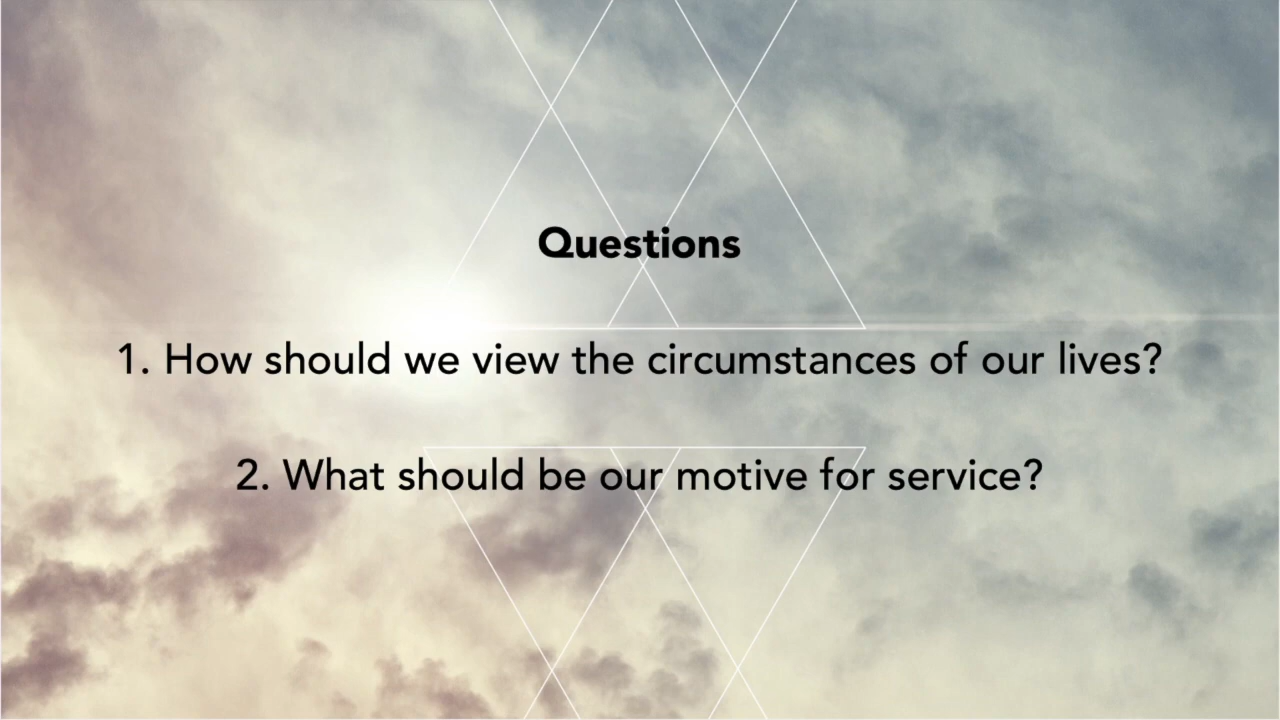 Questions
1. How should we view the circumstances of our lives?
2. What should be our motive for service?